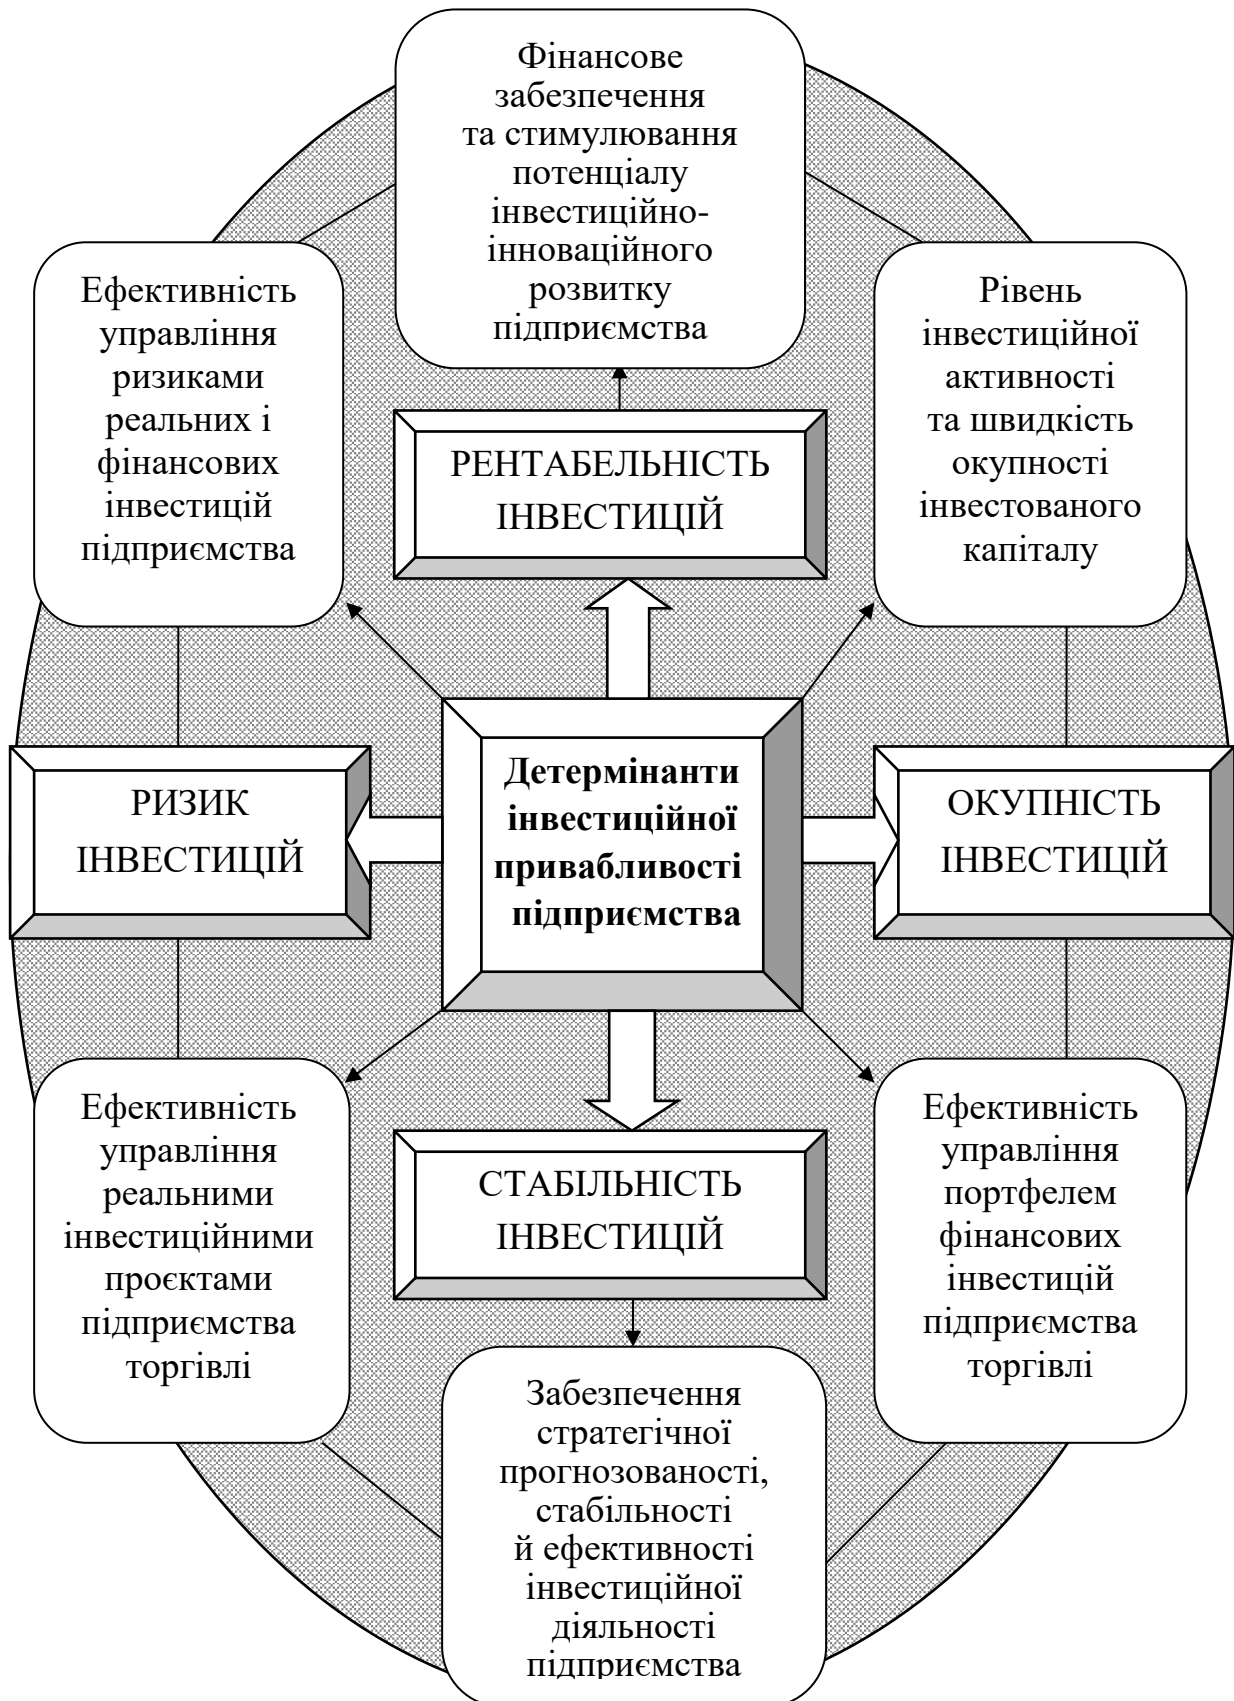 Фінансове
забезпечення
та стимулювання
потенціалу
інвестиційно-
інноваційного
розвитку
підприємства
Ефективність
управління
ризиками
реальних і
фінансових
інвестицій
підприємства
Рівень
інвестиційної
активності
та швидкість
окупності
інвестованого
капіталу
РЕНТАБЕЛЬНІСТЬ
ІНВЕСТИЦІЙ
РИЗИК
ІНВЕСТИЦІЙ
Детермінанти
інвестиційної
привабливості
підприємства
ОКУПНІСТЬ
ІНВЕСТИЦІЙ
Ефективність
управління
реальними
інвестиційними
проєктами
підприємства
торгівлі
СТАБІЛЬНІСТЬ
ІНВЕСТИЦІЙ
Ефективність
управління
портфелем
фінансових
інвестицій
підприємства
торгівлі
Забезпечення
стратегічної
прогнозованості,
стабільності
й ефективності
інвестиційної
діяльності
підприємства